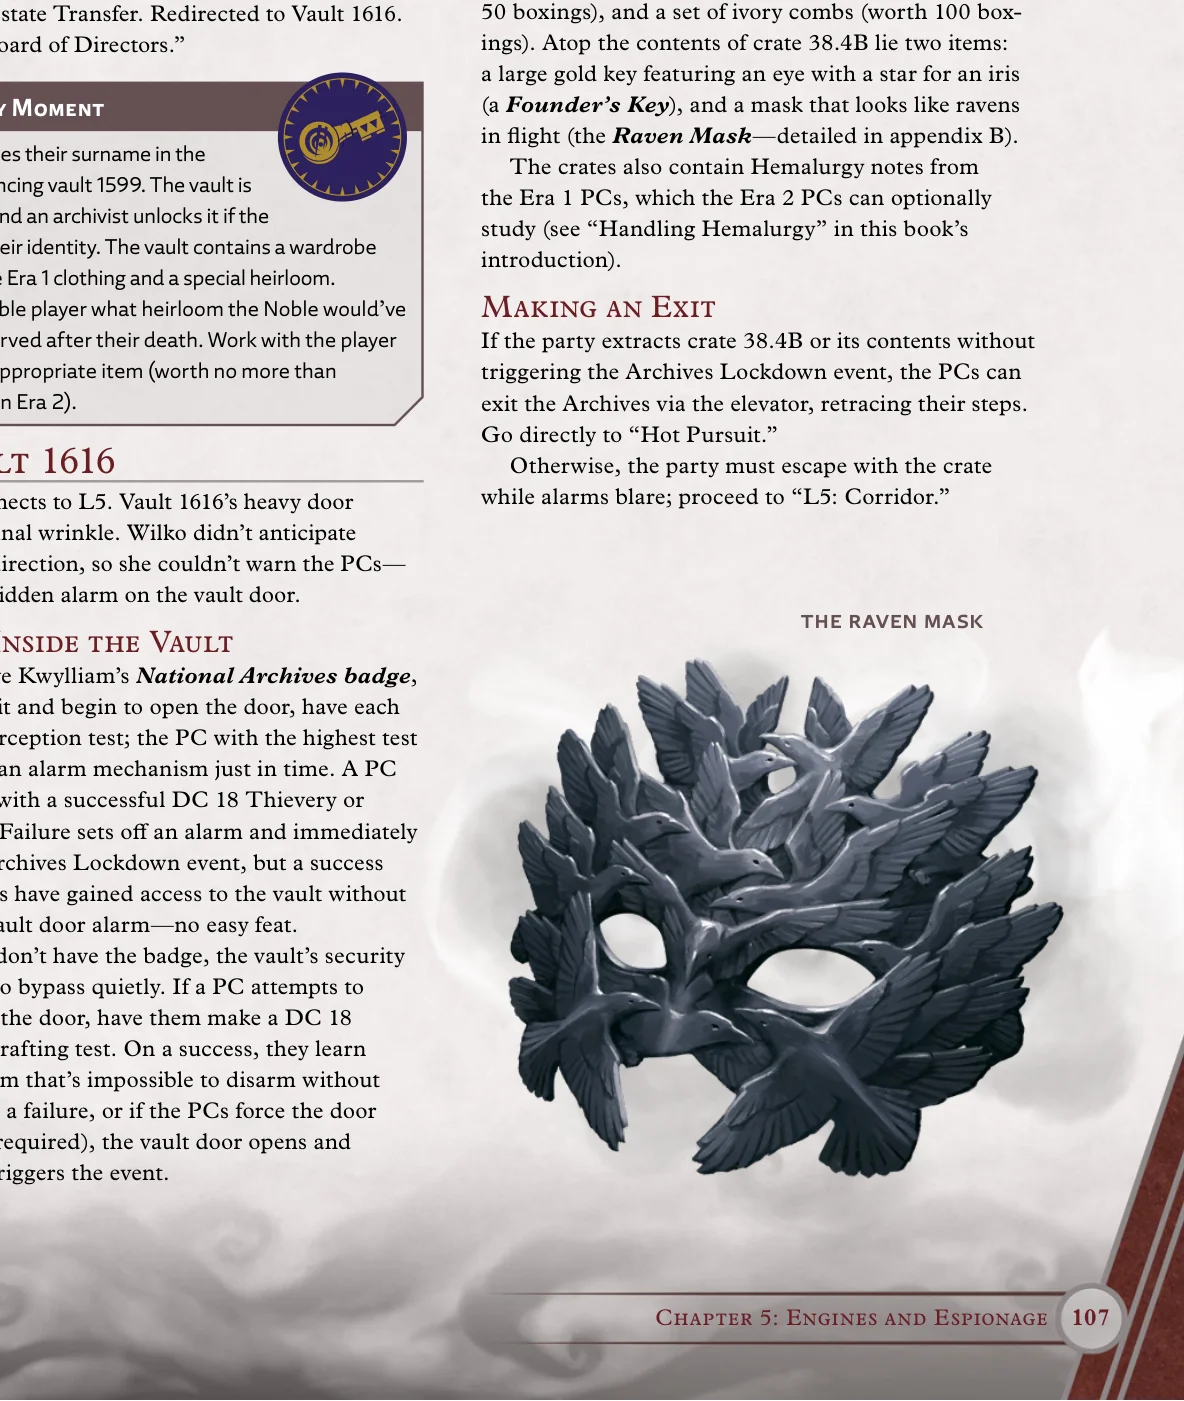 state Transfer. Redirected to Vault 1616.
oard of Directors.”
y Moment
es their surname in the
ncing vault 1599. The vault is
nd an archivist unlocks it if the
eir identity. The vault contains a wardrobe
e Era 1 clothing and a special heirloom.
ble player what heirloom the Noble would’ve
rved after their death. Work with the player
ppropriate item (worth no more than
n Era 2).
lt 1616
nects to L5. Vault 1616’s heavy door
nal wrinkle. Wilko didn’t anticipate
direction, so she couldn’t warn the PCs—
idden alarm on the vault door.
Inside the Vault
ve Kwylliam’s National Archives badge,
it and begin to open the door, have each
rception test; the PC with the highest test
an alarm mechanism just in time. A PC
with a successful DC 18 Thievery or
Failure sets off an alarm and immediately
rchives Lockdown event, but a success
s have gained access to the vault without
ault door alarm—no easy feat.
don’t have the badge, the vault’s security
o bypass quietly. If a PC attempts to
the door, have them make a DC 18
rafting test. On a success, they learn
m that’s impossible to disarm without
a failure, or if the PCs force the door
required), the vault door opens and
riggers the event.
50 boxings), and a set of ivory combs (worth 100 box-
ings). Atop the contents of crate 38.4B lie two items:
a large gold key featuring an eye with a star for an iris
(a Founder’s Key), and a mask that looks like ravens
in flight (the Raven Mask—detailed in appendix B).
The crates also contain Hemalurgy notes from
the Era 1 PCs, which the Era 2 PCs can optionally
study (see “Handling Hemalurgy” in this book’s
introduction).
Making an Exit
If the party extracts crate 38.4B or its contents without
triggering the Archives Lockdown event, the PCs can
exit the Archives via the elevator, retracing their steps.
Go directly to “Hot Pursuit.”
Otherwise, the party must escape with the crate
while alarms blare; proceed to “L5: Corridor.”
THE RAVEN MASK
Chapter 5: Engines and Espionage 107